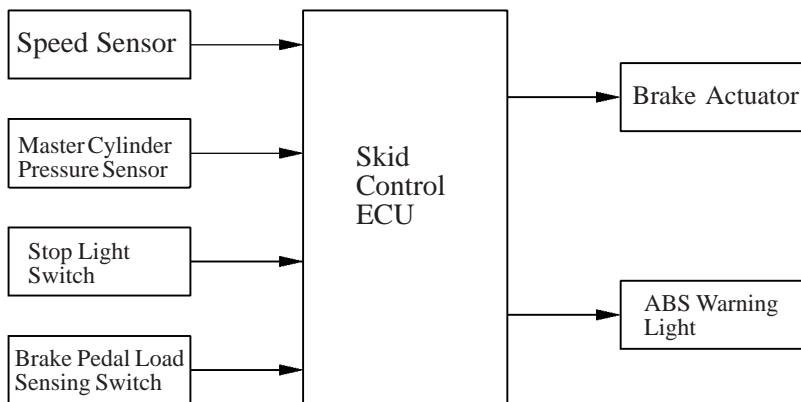 Speed Sensor
Master Cylinder
Pressure Sensor
Stop Light
Switch
Brake Pedal Load
Sensing Switch
Skid
Control
ECU
Brake Actuator
ABS Warning
Light